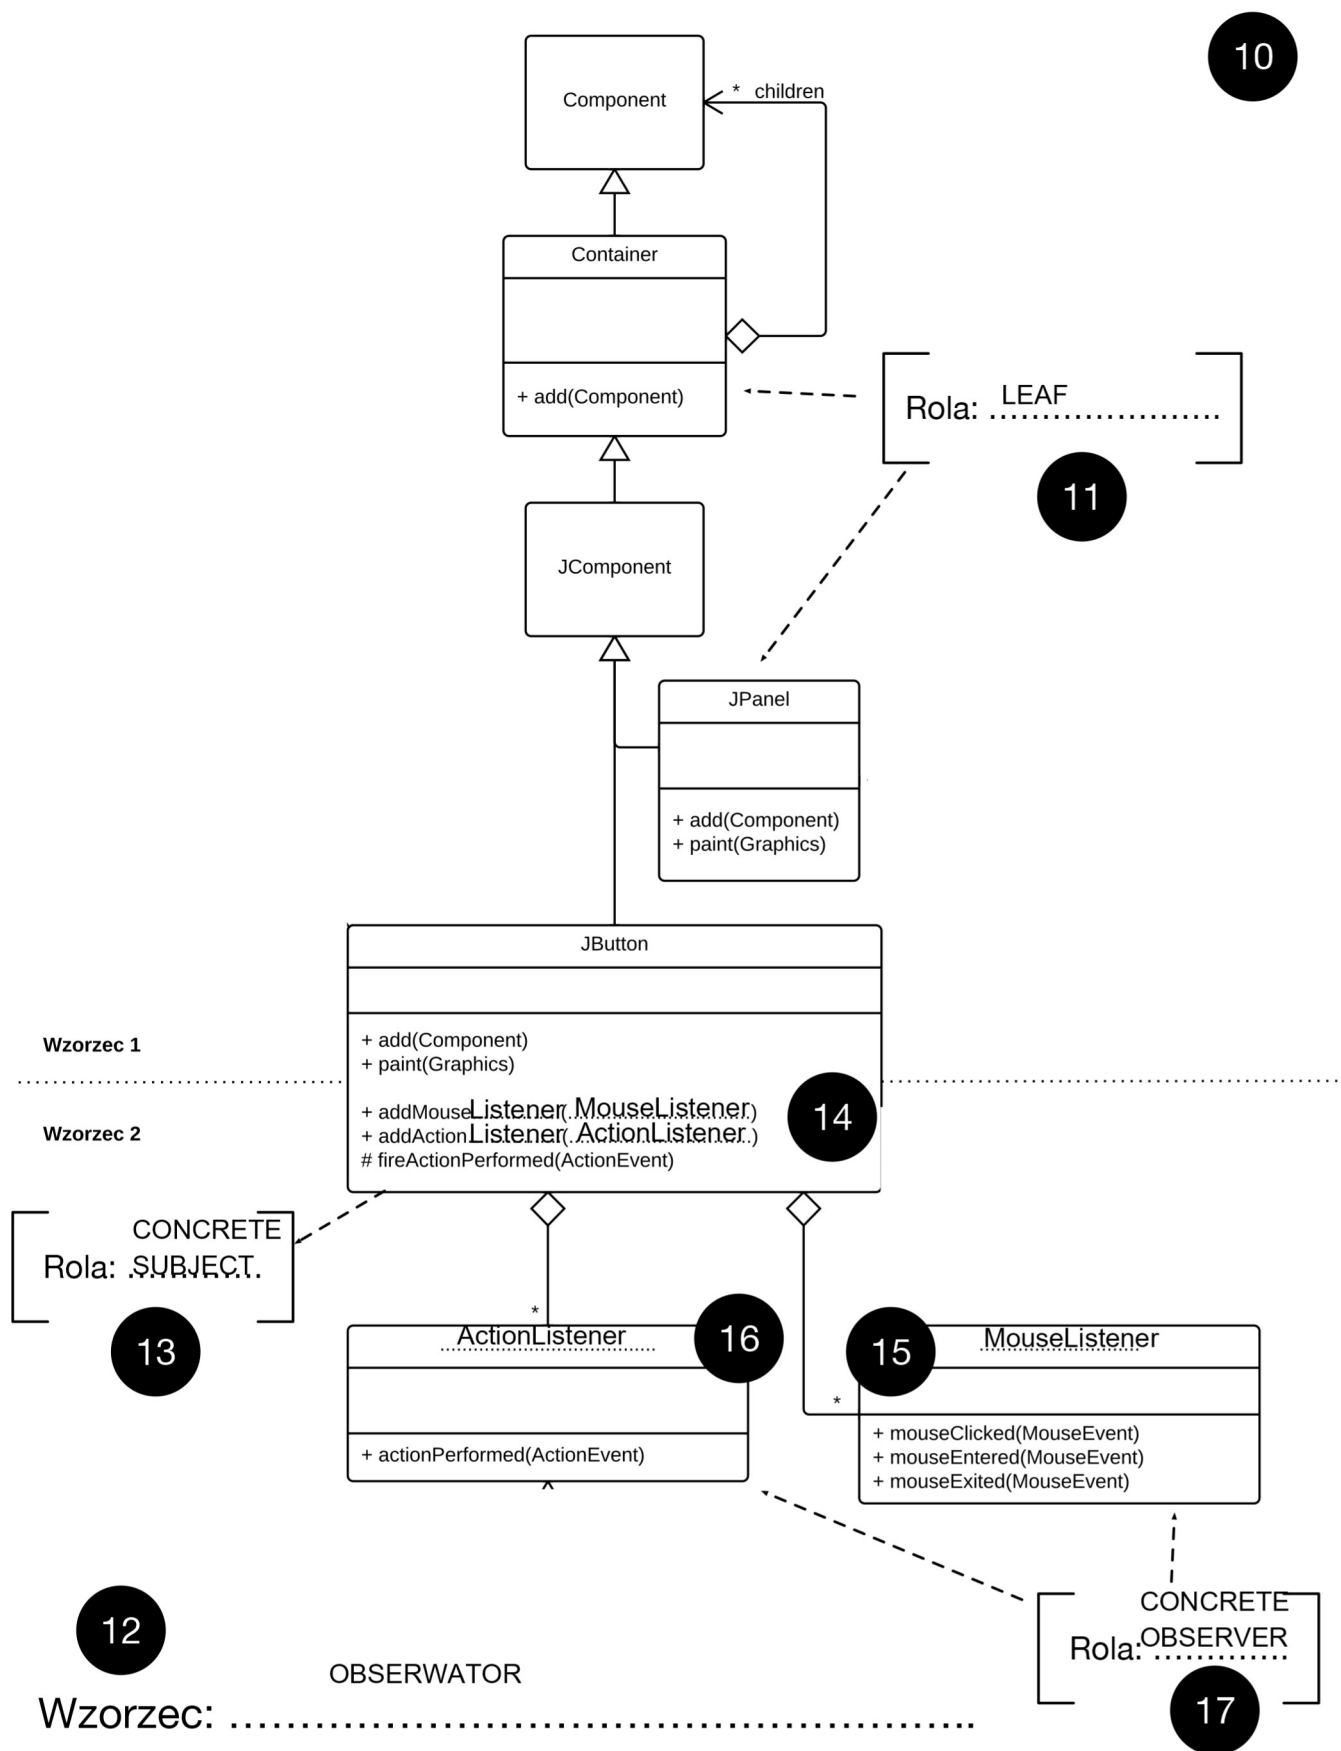 10
* children
Component
Container
+ add(Component)
Rola: LEAF
11
JComponent
JPanel
+ add(Component)
+ paint(Graphics)
JButton
Wzorzec 1
+ add(Component)
+ paint(Graphics)
Wzorzec 2
+ addMouseListener(MouseListener)
+ addActionListener(ActionListener)
# fireActionPerformed(ActionEvent)
14
CONCRETE
Rola: SUBJECT
13
*
ActionListener
16
+ actionPerformed(ActionEvent)
15
MouseListener
*
+ mouseClicked(MouseEvent)
+ mouseEntered(MouseEvent)
+ mouseExited(MouseEvent)
12
OBSERWATOR
Wzorzec:
CONCRETE
Rola: OBSERVER
17